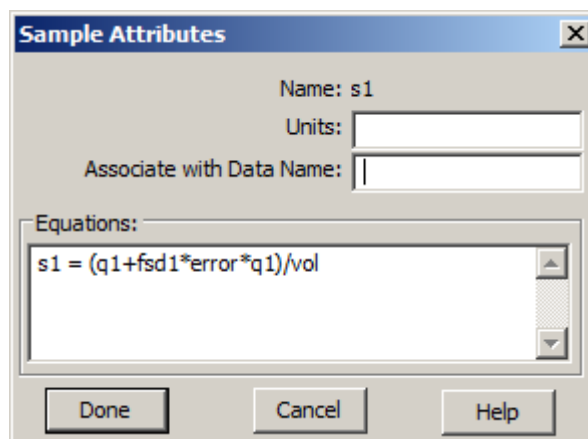 Sample Attributes
Name: s1
Units:
Associate with Data Name:
Equations:
s1 = (q1+fsd1*error*q1)/vol
Done Cancel Help